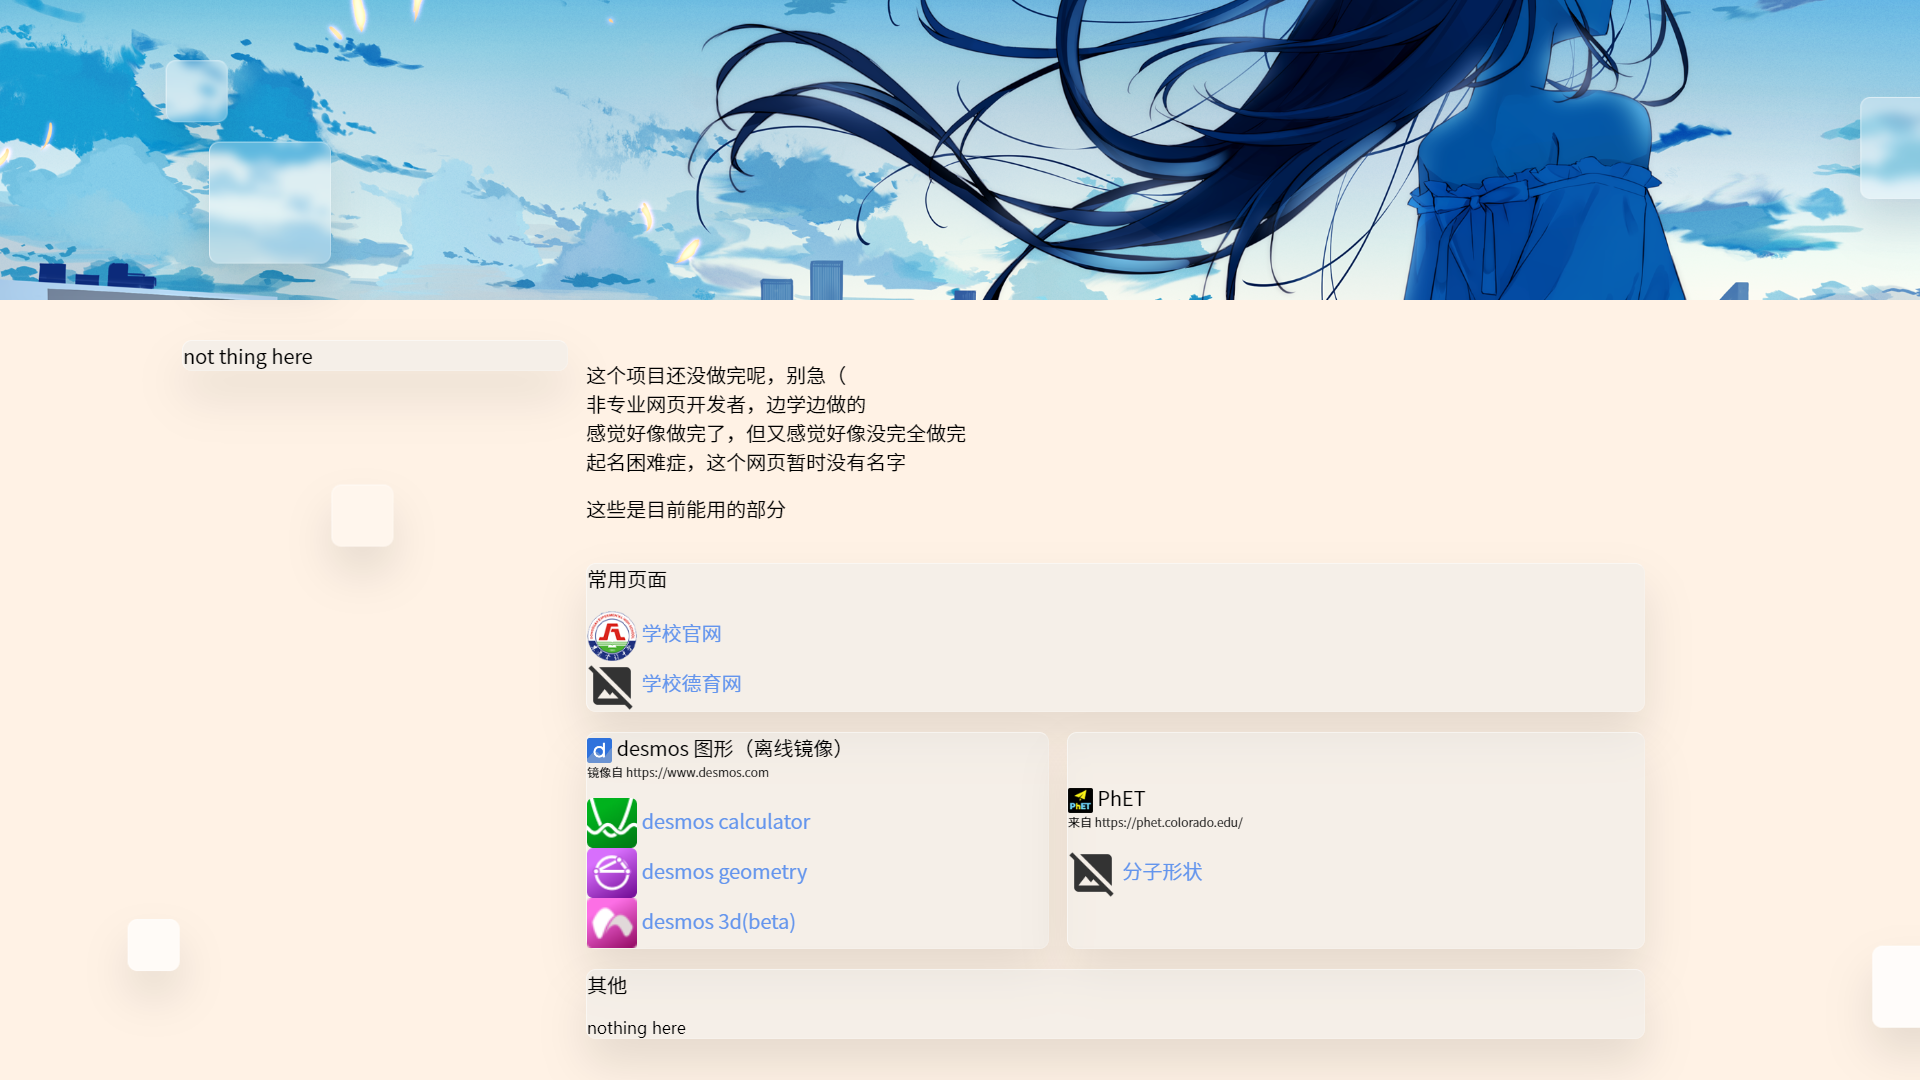 not thing here
这个项目还没做完呢，别急（
非专业网页开发者，边学边做的
感觉好像做完了，但又感觉好像没完全做完
起名困难症，这个网页暂时没有名字
这些是目前能用的部分
常用页面
学校官网
学校德育网
desmos 图形（离线镜像）
镜像自 https://www.desmos.com
desmos calculator
desmos geometry
desmos 3d(beta)
PhET
PhET
来自 https://phet.colorado.edu/
分子形状
其他
nothing here